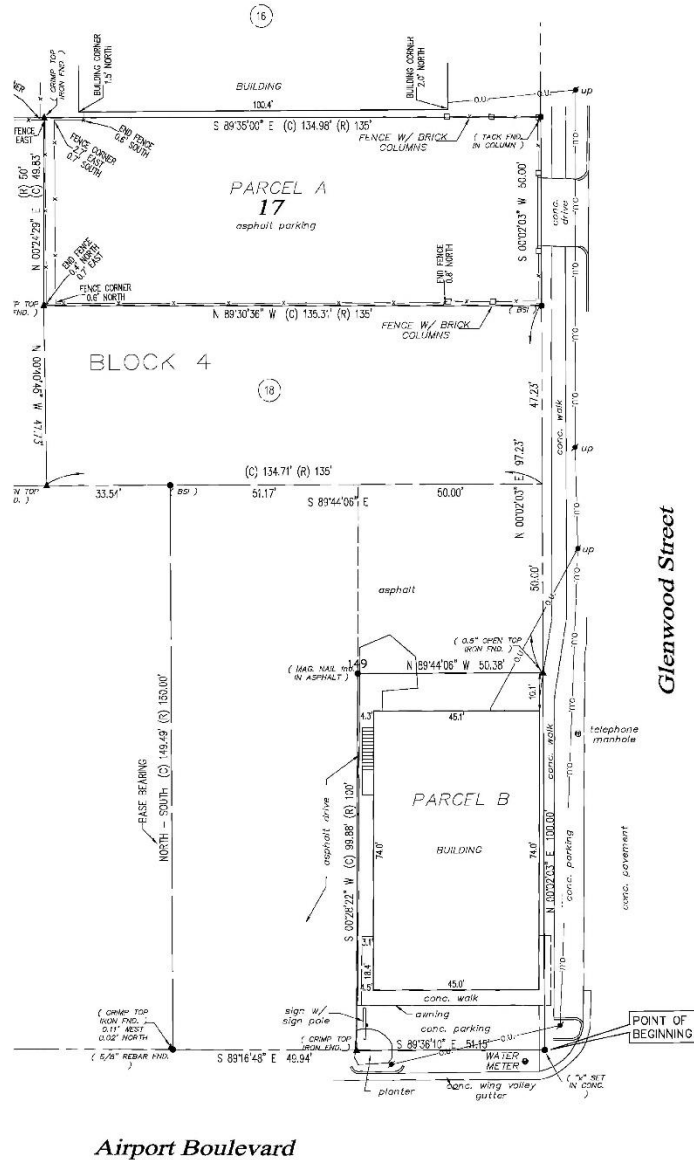 16
CRIMP TOP
IRON FND. )
BUILDING CORNER
1.5' NORTH
BUILDING
100.4'
BUILDING CORNER
2.0' NORTH
O.U.
up
S 89°35'00" E (C) 134.98' (R) 135'
FENCE
EAST
END FENCE
0.6' SOUTH
FENCE CORNER
2.7' EAST
0.7' SOUTH
FENCE W/ BRICK
COLUMNS
( TACK FND.
IN COLUMN )
(R) 50'
N 00°24'29" E (C) 49.83'
PARCEL A
17
asphalt parking
S 00°02'03" W 50.00'
conc.
drive
END FENCE
0.4' NORTH
0.7' EAST
FENCE CORNER
0.6' NORTH
END FENCE
0.8' NORTH
N 89°30'36" W (C) 135.31' (R) 135'
FENCE W/ BRICK
COLUMNS
( BSI )
BLOCK 4
18
N 00°40'46" W 47.73'
47.23'
N 00°02'03" E 97.23'
conc. walk
O.U.
up
(C) 134.71' (R) 135'
33.54'
( BSI )
51.17'
50.00'
S 89°44'06" E
up
50.00'
asphalt
O.U.
Glenwood Street
( 0.5" OPEN TOP
IRON FND. )
( MAG. NAIL
IN ASPHALT )
149
N 89°44'06" W 50.38'
10.1'
4.3'
45.1'
telephone
manhole
BASE BEARING
NORTH - SOUTH (C) 149.49' (R) 150.00'
asphalt drive
S 00°28'22" W (C) 99.88' (R) 100'
74.0'
PARCEL B
BUILDING
74.0'
conc. walk
N 00°02'03" E 100.00'
conc. parking
conc. pavement
18.4'
45.0'
conc. walk
awning
sign w/
sign pole
conc. parking
( CRIMP TOP
IRON FND. )
0.11' WEST
0.02' NORTH
( CRIMP TOP
IRON FND. )
S 89°36'10" E 51.15'
POINT OF
BEGINNING
( 5/8" REBAR FND.
)
S 89°16'48" E 49.94'
WATER
METER
planter
conc. wing valley
gutter
( "X" SET
IN CONC. )
Airport Boulevard